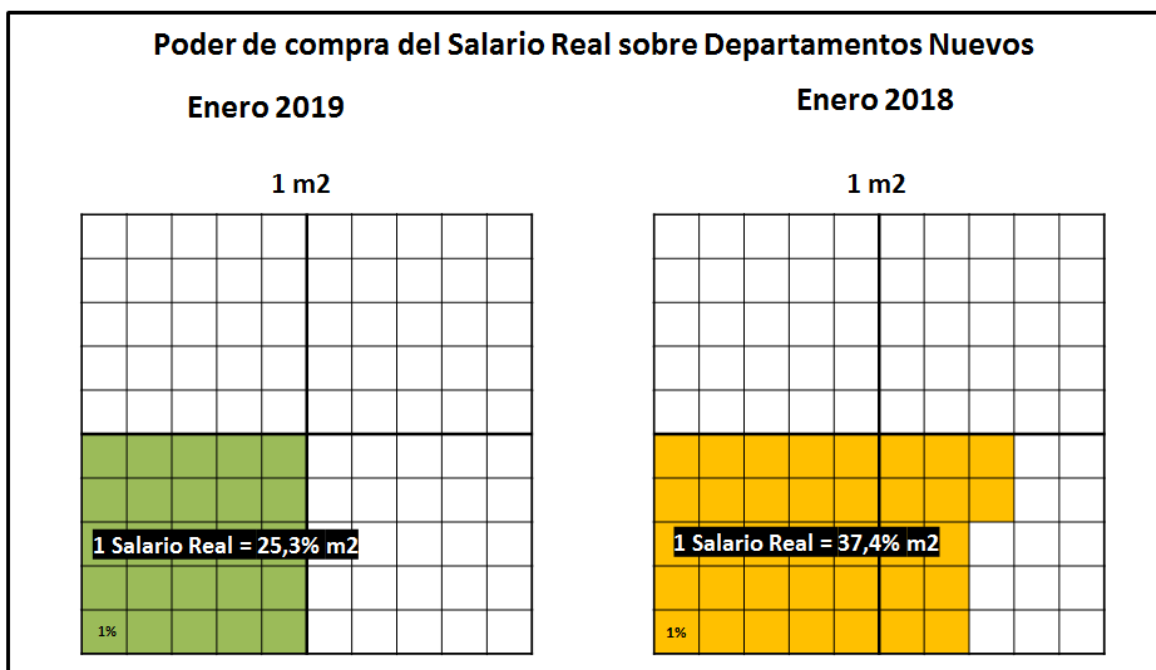 Poder de compra del Salario Real sobre Departamentos Nuevos
Enero 2019
Enero 2018
1 m2
1 m2
1 Salario Real = 25,3% m2
1 Salario Real = 37,4% m2
1%
1%